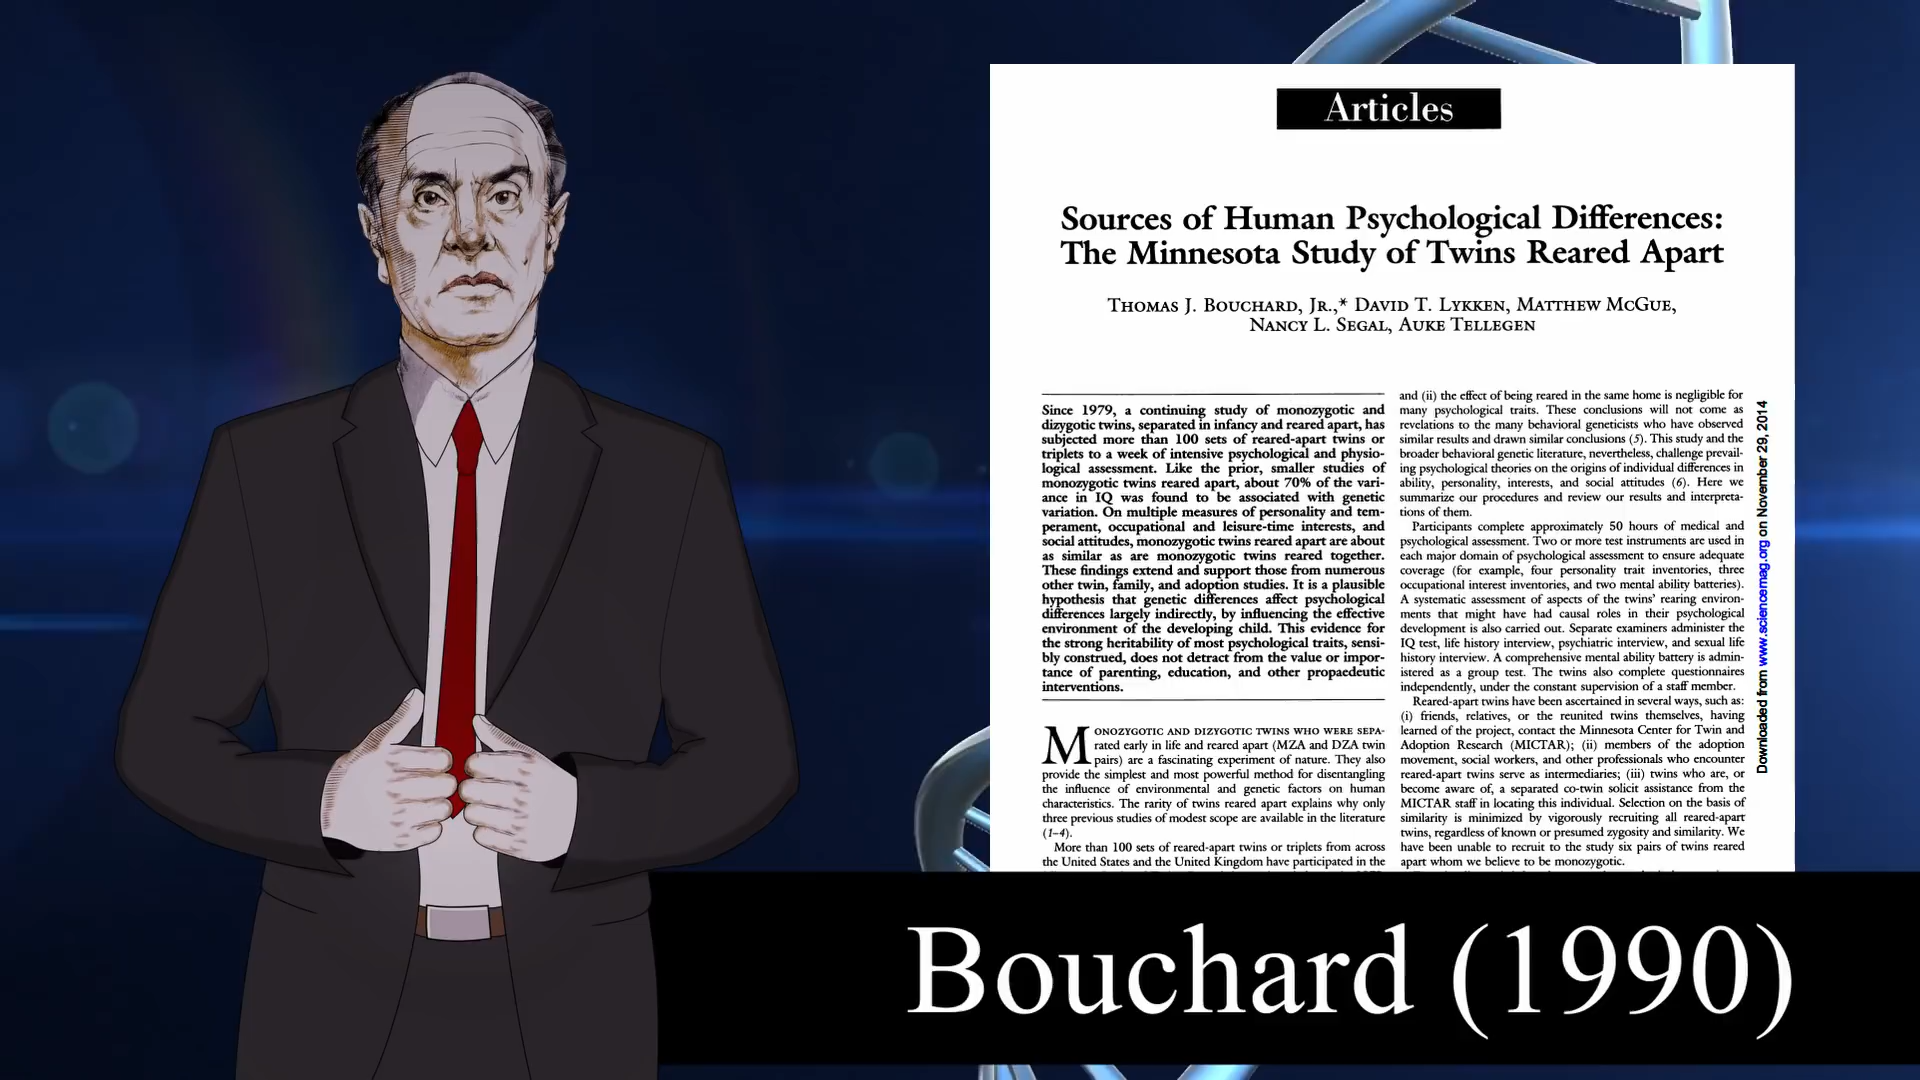 Articles
Sources of Human Psychological Differences:
The Minnesota Study of Twins Reared Apart
THOMAS J. BOUCHARD, JR.,* DAVID T. LYKKEN, MATTHEW MCGUE,
NANCY L. SEGAL, AUKE TELLEGEN
Since 1979, a continuing study of monozygotic and
dizygotic twins, separated in infancy and reared apart, has
subjected more than 100 sets of reared-apart twins or
triplets to a week of intensive psychological and physio-
logical assessment. Like the prior, smaller studies of
monozygotic twins reared apart, about 70% of the vari-
ance in IQ was found to be associated with genetic
variation. On multiple measures of personality and tem-
perament, occupational and leisure-time interests, and
social attitudes, monozygotic twins reared apart are about
as similar as are monozygotic twins reared together.
These findings extend and support those from numerous
other twin, family, and adoption studies. It is a plausible
hypothesis that genetic differences affect psychological
differences largely indirectly, by influencing the effective
environment of the developing child. This evidence for
the strong heritability of most psychological traits, sensi-
bly construed, does not detract from the value or impor-
tance of parenting, education, and other propaedeutic
interventions.
MONOZYGOTIC AND DIZYGOTIC TWINS WHO WERE SEPA-
rated early in life and reared apart (MZA and DZA twin
pairs) are a fascinating experiment of nature. They also
provide the simplest and most powerful method for disentangling
the influence of environmental and genetic factors on human
characteristics. The rarity of twins reared apart explains why only
three previous studies of modest scope are available in the literature
(1–4).
More than 100 sets of reared-apart twins or triplets from across
the United States and the United Kingdom have participated in the
and (ii) the effect of being reared in the same home is negligible for
many psychological traits. These conclusions will not come as
revelations to the many behavioral geneticists who have observed
similar results and drawn similar conclusions (5). This study and the
broader behavioral genetic literature, nevertheless, challenge prevail-
ing psychological theories on the origins of individual differences in
ability, personality, interests, and social attitudes (6). Here we
summarize our procedures and review our results and interpreta-
tions of them.
Participants complete approximately 50 hours of medical and
psychological assessment. Two or more test instruments are used in
each major domain of psychological assessment to ensure adequate
coverage (for example, four personality trait inventories, three
occupational interest inventories, and two mental ability batteries).
A systematic assessment of aspects of the twins' rearing environ-
ments that might have had causal roles in their psychological
development is also carried out. Separate examiners administer the
IQ test, life history interview, psychiatric interview, and sexual life
history interview. A comprehensive mental ability battery is admin-
istered as a group test. The twins also complete questionnaires
independently, under the constant supervision of a staff member.
Reared-apart twins have been ascertained in several ways, such as:
(i) friends, relatives, or the reunited twins themselves, having
learned of the project, contact the Minnesota Center for Twin and
Adoption Research (MICTAR); (ii) members of the adoption
movement, social workers, and other professionals who encounter
reared-apart twins serve as intermediaries; (iii) twins who are, or
become aware of, a separated co-twin solicit assistance from the
MICTAR staff in locating this individual. Selection on the basis of
similarity is minimized by vigorously recruiting all reared-apart
twins, regardless of known or presumed zygosity and similarity. We
have been unable to recruit to the study six pairs of twins reared
apart whom we believe to be monozygotic.
Downloaded from www.sciencemag.org on November 29, 2014
Bouchard (1990)